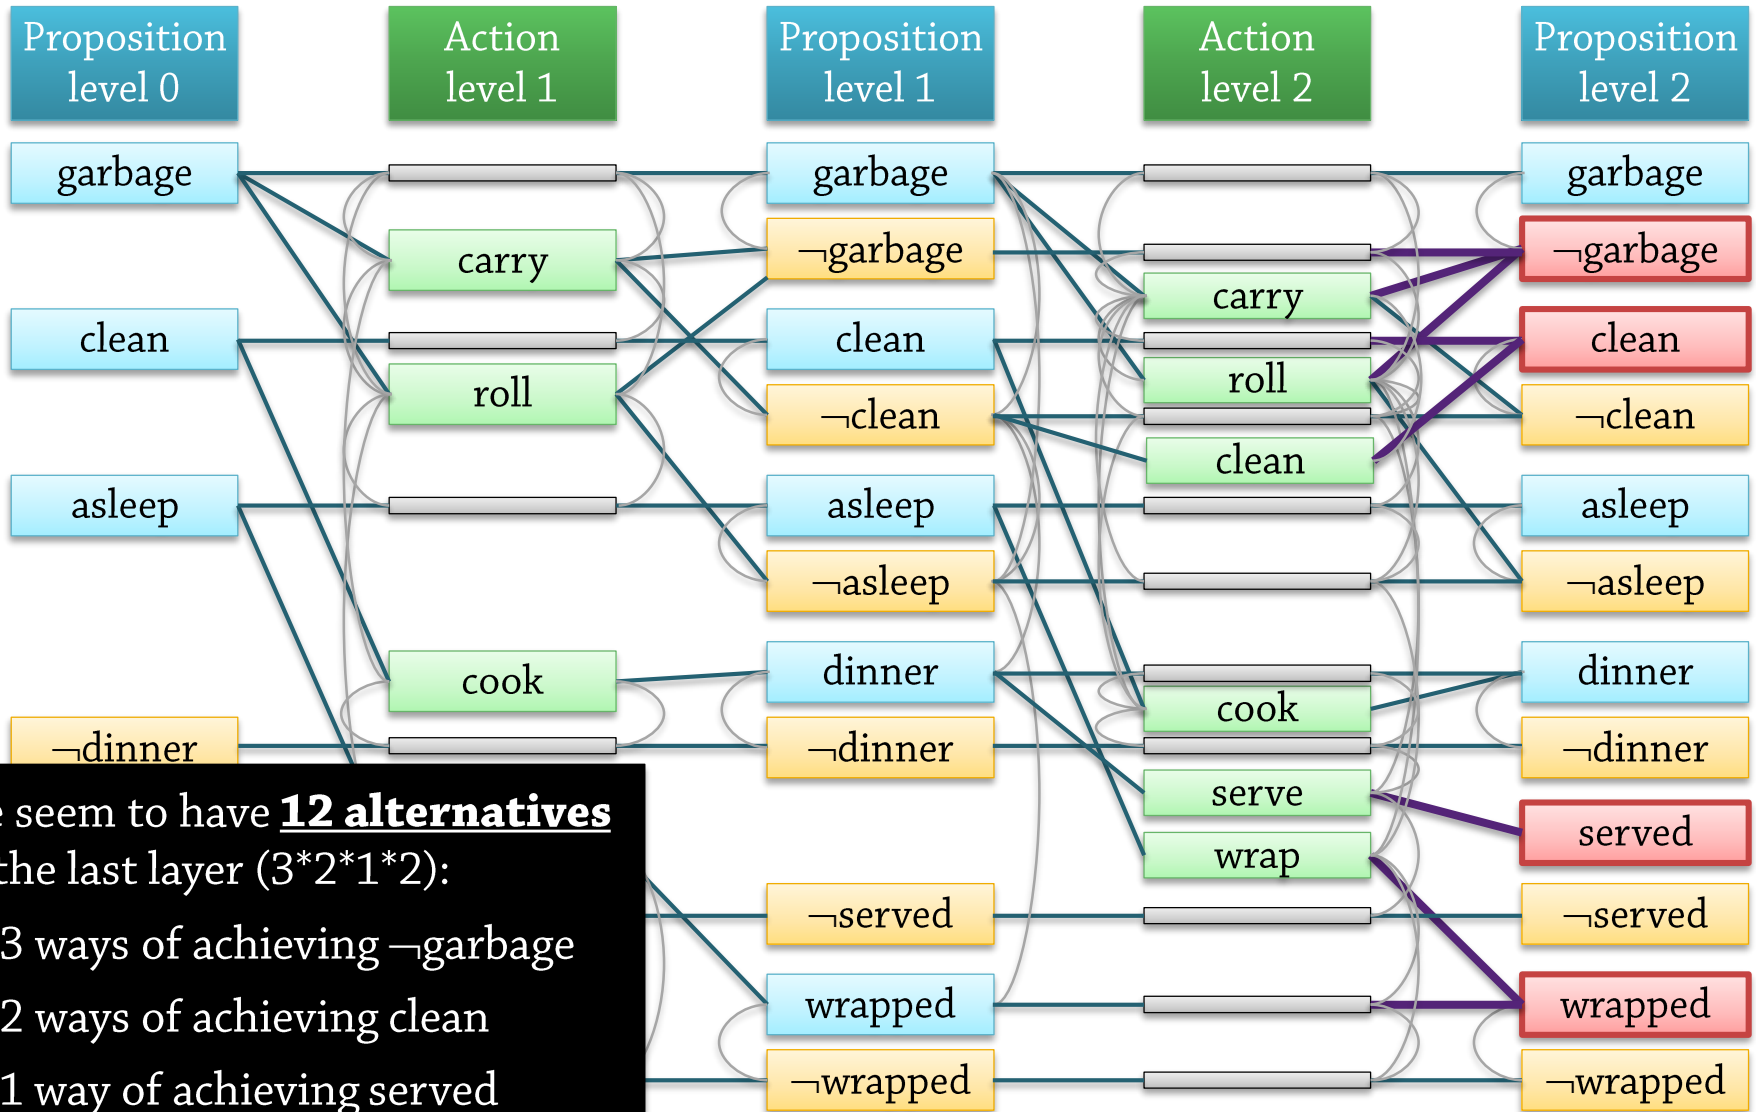 Proposition
level 0
Action
level 1
Proposition
level 1
Action
level 2
Proposition
level 2
garbage
clean
asleep
¬dinner
carry
roll
cook
garbage
¬garbage
clean
¬clean
asleep
¬asleep
dinner
¬dinner
¬served
wrapped
¬wrapped
carry
roll
clean
cook
serve
wrap
garbage
¬garbage
clean
¬clean
asleep
¬asleep
dinner
¬dinner
served
¬served
wrapped
¬wrapped
seem to have 12 alternatives
the last layer (3*2*1*2):
3 ways of achieving ¬garbage
2 ways of achieving clean
1 way of achieving served